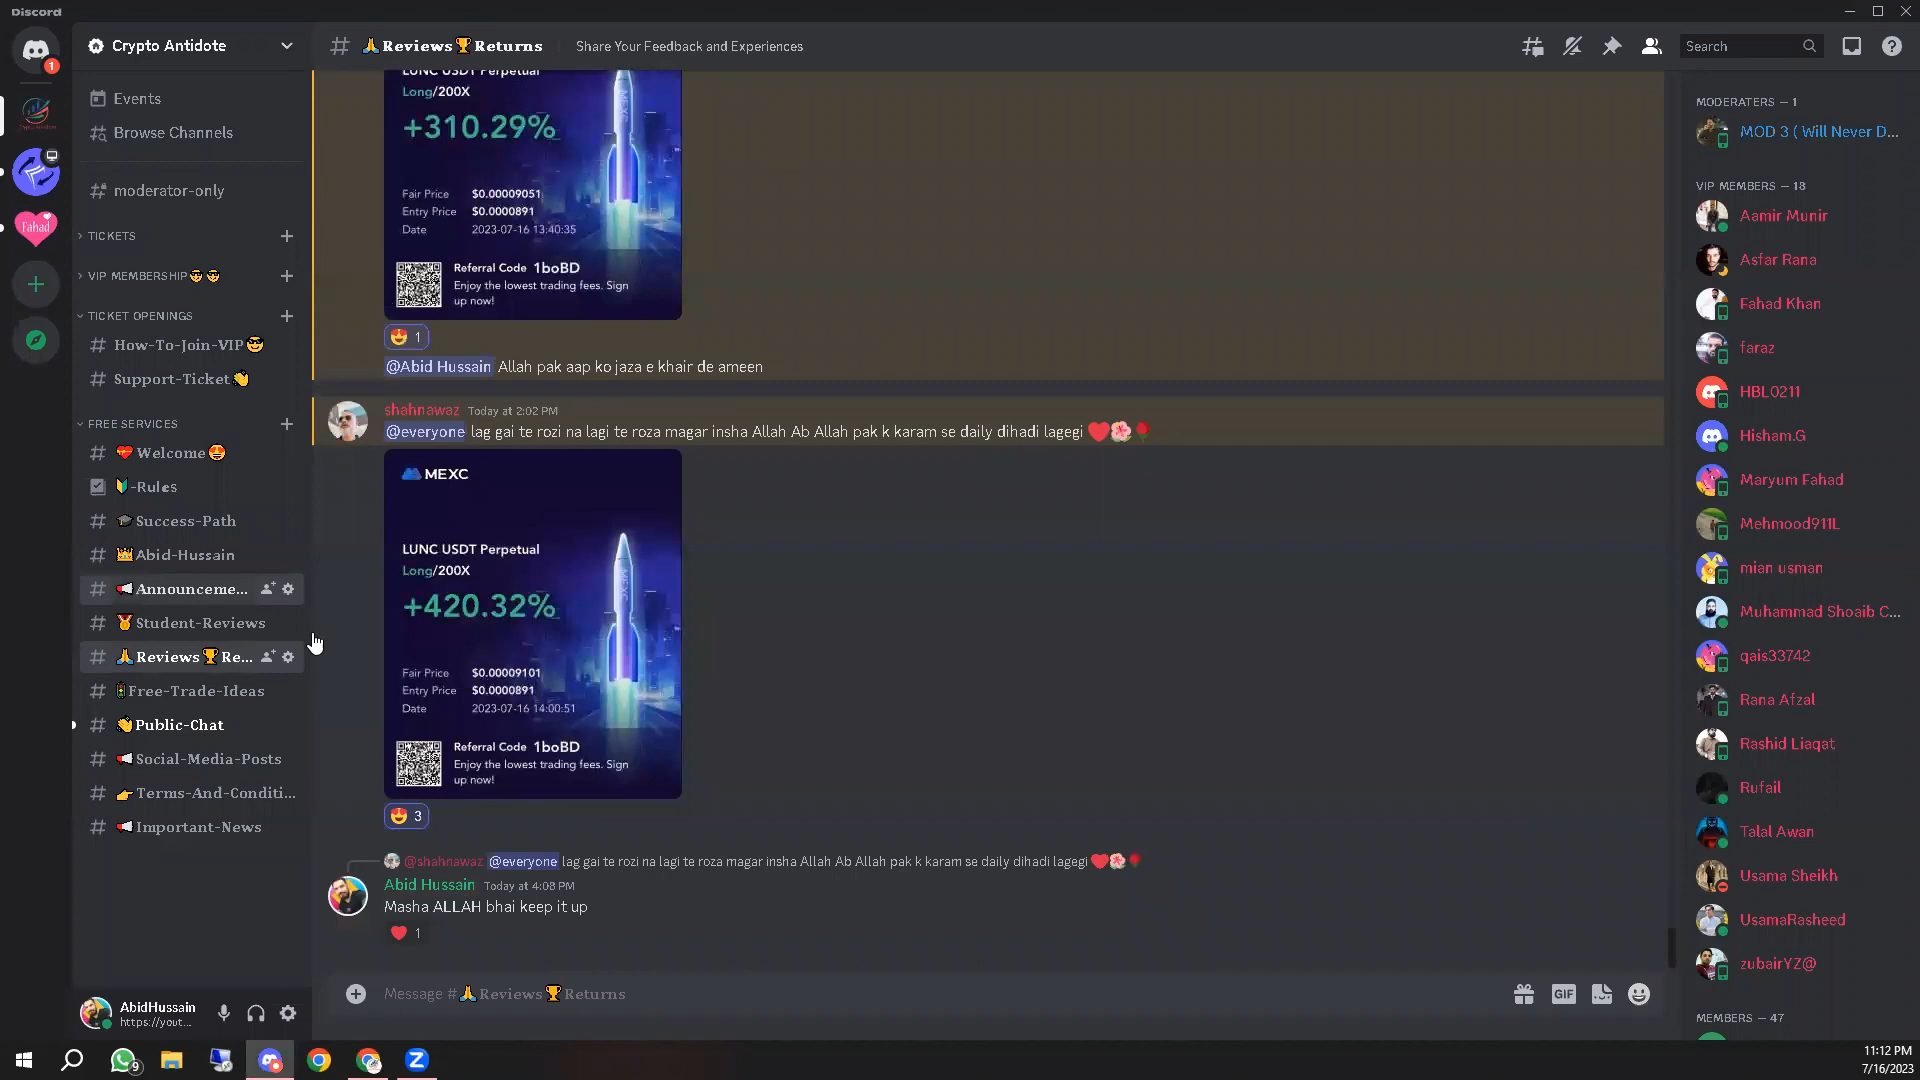 Discord
Crypto Antidote
# 🙏Reviews🏆Returns
Share Your Feedback and Experiences
Search
1
Events
Browse Channels
moderator-only
TICKETS
VIP MEMBERSHIP😎😎
TICKET OPENINGS
How-To-Join-VIP😎
Support-Ticket👋
FREE SERVICES
💝Welcome🤩
🔰-Rules
🎓Success-Path
👑Abid-Hussain
📢Announceme...
🏅Student-Reviews
🙏Reviews🏆Re...
🚦Free-Trade-Ideas
👋Public-Chat
📢Social-Media-Posts
👉Terms-And-Conditi...
📢Important-News
Fahad
AbidHussain
https://yout...
LUNC USDT Perpetual
Long/200X
+310.29%
MEXC
Fair Price $0.00009051
Entry Price $0.0000891
Date 2023-07-16 13:40:35
Referral Code 1boBD
Enjoy the lowest trading fees. Sign
up now!
😍 1
@Abid Hussain Allah pak aap ko jaza e khair de ameen
shahnawaz Today at 2:02 PM
@everyone lag gai te rozi na lagi te roza magar insha Allah Ab Allah pak k karam se daily dihadi lagegi ❤️🌺🌹
MEXC
LUNC USDT Perpetual
Long/200X
+420.32%
MEXC
Fair Price $0.00009101
Entry Price $0.0000891
Date 2023-07-16 14:00:51
Referral Code 1boBD
Enjoy the lowest trading fees. Sign
up now!
😍 3
@shahnawaz @everyone lag gai te rozi na lagi te roza magar insha Allah Ab Allah pak k karam se daily dihadi lagegi ❤️🌺🌹
Abid Hussain Today at 4:08 PM
Masha ALLAH bhai keep it up
❤️ 1
Message #🙏Reviews🏆Returns
GIF
MODERATERS — 1
MOD 3 ( Will Never D...
VIP MEMBERS — 18
Aamir Munir
Asfar Rana
Fahad Khan
faraz
HBL0211
Hisham.G
Maryum Fahad
Mehmood911L
mian usman
Muhammad Shoaib C...
qais33742
Rana Afzal
Rashid Liaqat
Rufail
Talal Awan
Usama Sheikh
UsamaRasheed
zubairYZ@
MEMBERS — 47
9
11:12 PM
7/16/2023